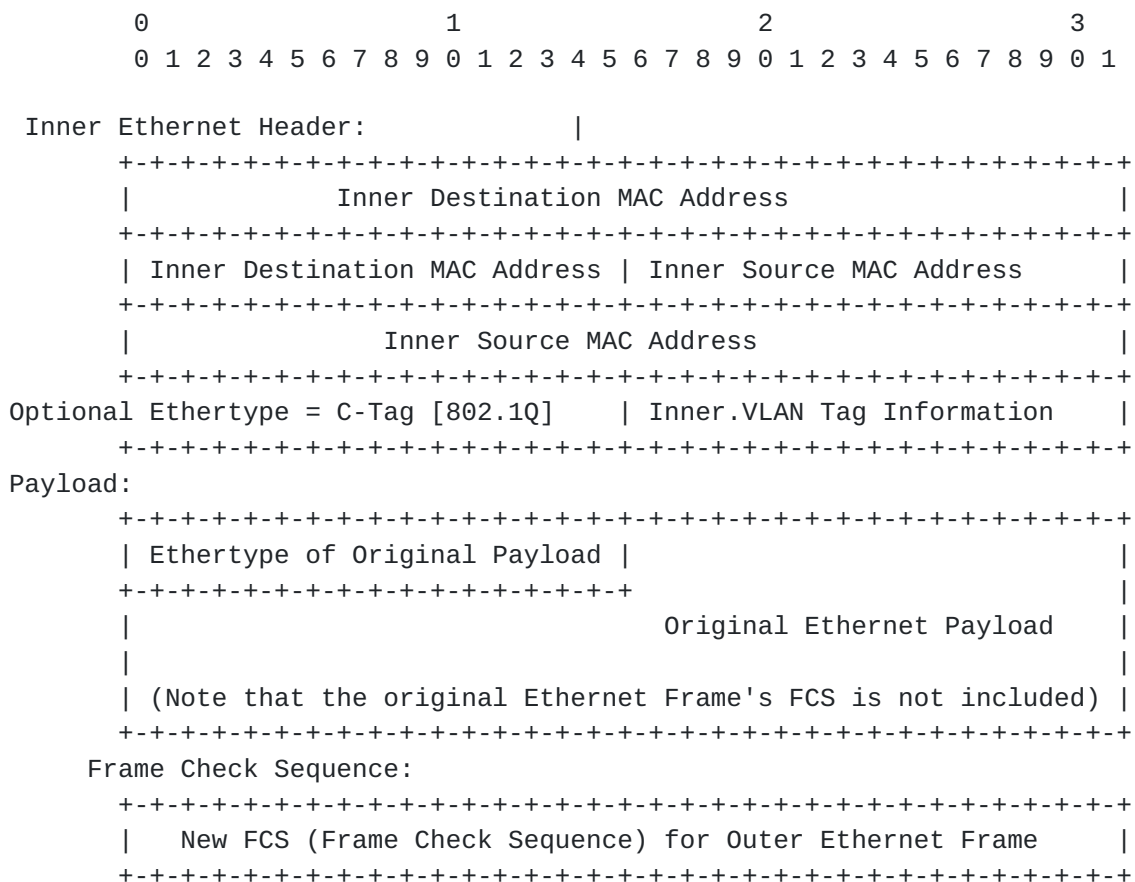 0                   1                   2                   3
0 1 2 3 4 5 6 7 8 9 0 1 2 3 4 5 6 7 8 9 0 1 2 3 4 5 6 7 8 9 0 1
Inner Ethernet Header:             |
+-+-+-+-+-+-+-+-+-+-+-+-+-+-+-+-+-+-+-+-+-+-+-+-+-+-+-+-+-+-+-+-+
|             Inner Destination MAC Address                     |
+-+-+-+-+-+-+-+-+-+-+-+-+-+-+-+-+-+-+-+-+-+-+-+-+-+-+-+-+-+-+-+-+
| Inner Destination MAC Address | Inner Source MAC Address      |
+-+-+-+-+-+-+-+-+-+-+-+-+-+-+-+-+-+-+-+-+-+-+-+-+-+-+-+-+-+-+-+-+
|                Inner Source MAC Address                       |
+-+-+-+-+-+-+-+-+-+-+-+-+-+-+-+-+-+-+-+-+-+-+-+-+-+-+-+-+-+-+-+-+
Optional Ethertype = C-Tag [802.1Q]    | Inner.VLAN Tag Information    |
+-+-+-+-+-+-+-+-+-+-+-+-+-+-+-+-+-+-+-+-+-+-+-+-+-+-+-+-+-+-+-+-+
Payload:
+-+-+-+-+-+-+-+-+-+-+-+-+-+-+-+-+-+-+-+-+-+-+-+-+-+-+-+-+-+-+-+-+
| Ethertype of Original Payload |                               |
+-+-+-+-+-+-+-+-+-+-+-+-+-+-+-+-+                               |
|                                  Original Ethernet Payload    |
|                                                               |
| (Note that the original Ethernet Frame's FCS is not included) |
+-+-+-+-+-+-+-+-+-+-+-+-+-+-+-+-+-+-+-+-+-+-+-+-+-+-+-+-+-+-+-+-+
Frame Check Sequence:
+-+-+-+-+-+-+-+-+-+-+-+-+-+-+-+-+-+-+-+-+-+-+-+-+-+-+-+-+-+-+-+-+
|   New FCS (Frame Check Sequence) for Outer Ethernet Frame     |
+-+-+-+-+-+-+-+-+-+-+-+-+-+-+-+-+-+-+-+-+-+-+-+-+-+-+-+-+-+-+-+-+